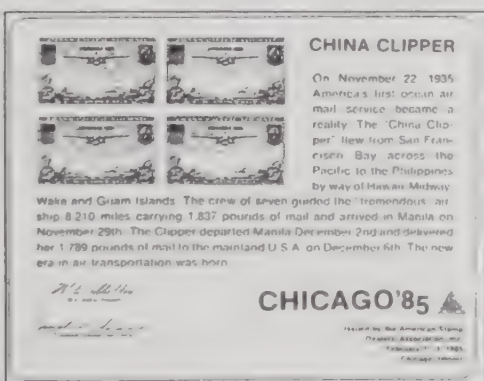 CHINA CLIPPER
On November 22 1935
America's first ocean air
mail service became a
reality The "China Clip-
per" flew from San Fran-
cisco Bay across the
Pacific to the Philippines
by way of Hawaii Midway
Wake and Guam Islands The crew of seven guided the "tremendous" air
ship 8,210 miles carrying 1,837 pounds of mail and arrived in Manila on
November 29th. The Clipper departed Manila December 2nd and delivered
her 1,789 pounds of mail to the mainland U S A on December 6th. The new
era in air transportation was born
CHICAGO'85
Issued by the American Stamp
Dealers Association, Inc.
February 1985
Chicago, Illinois